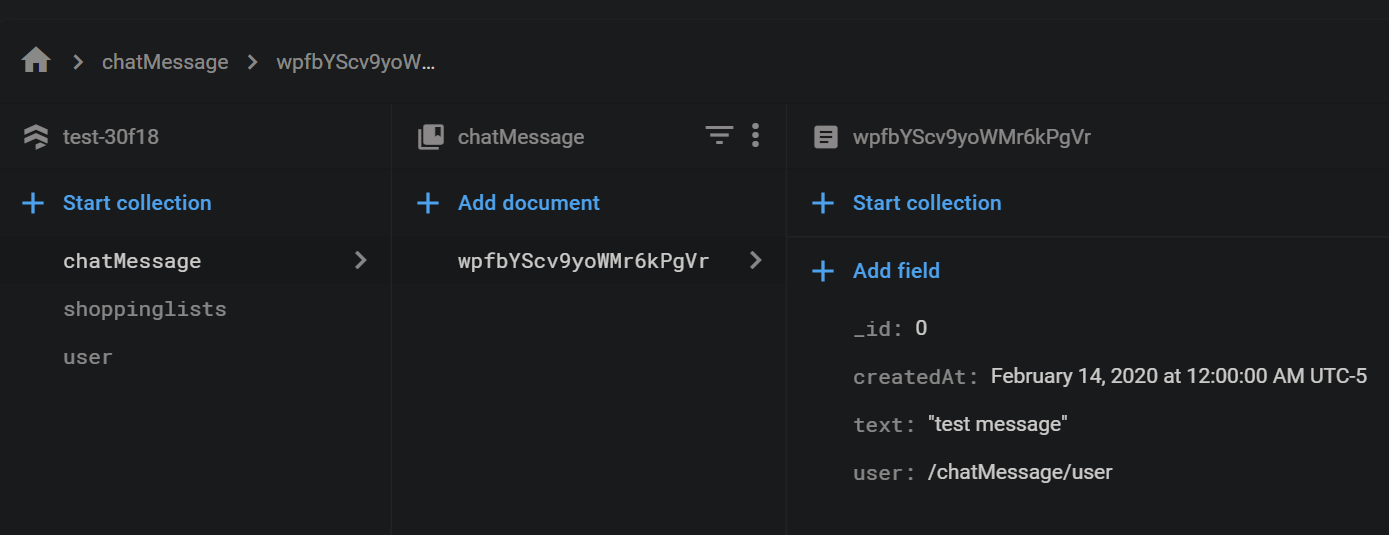 chatMessage > wpfbYScv9yoW...
test-30f18
Start collection
chatMessage
shoppinglists
user
chatMessage
Add document
wpfbYScv9yoWMr6kPgVr
wpfbYScv9yoWMr6kPgVr
Start collection
Add field
_id: 0
createdAt: February 14, 2020 at 12:00:00 AM UTC-5
text: "test message"
user: /chatMessage/user